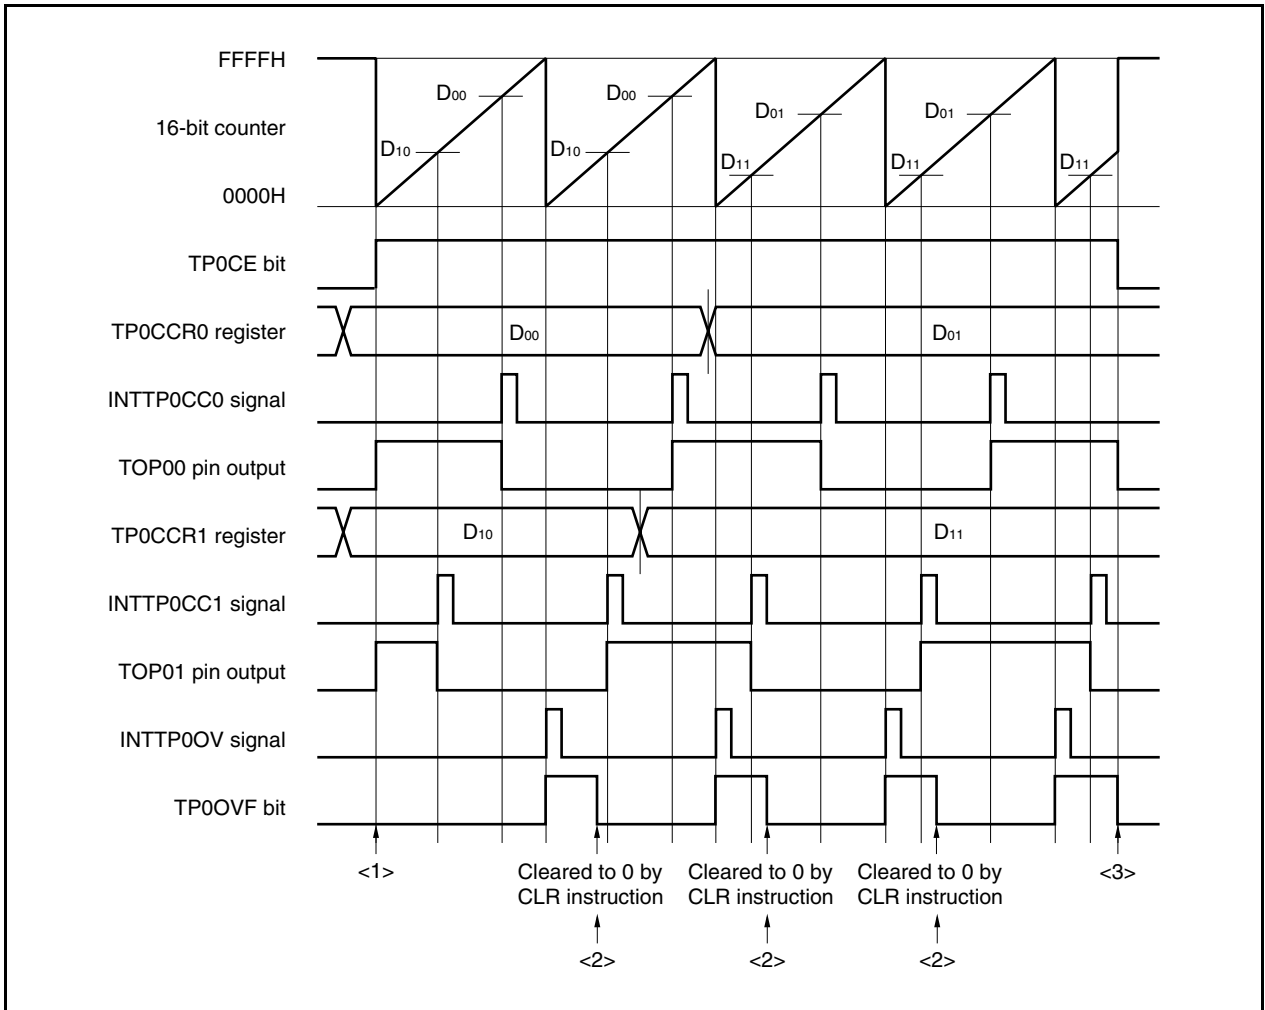 FFFFH
D00
D00
D01
D01
16-bit counter
D10
D10
D11
D11
D11
0000H
TP0CE bit
TP0CCR0 register
D00
D01
INTTP0CC0 signal
TOP00 pin output
TP0CCR1 register
D10
D11
INTTP0CC1 signal
TOP01 pin output
INTTP0OV signal
TP0OVF bit
<1>
Cleared to 0 by
CLR instruction
Cleared to 0 by
CLR instruction
Cleared to 0 by
CLR instruction
<3>
<2>
<2>
<2>